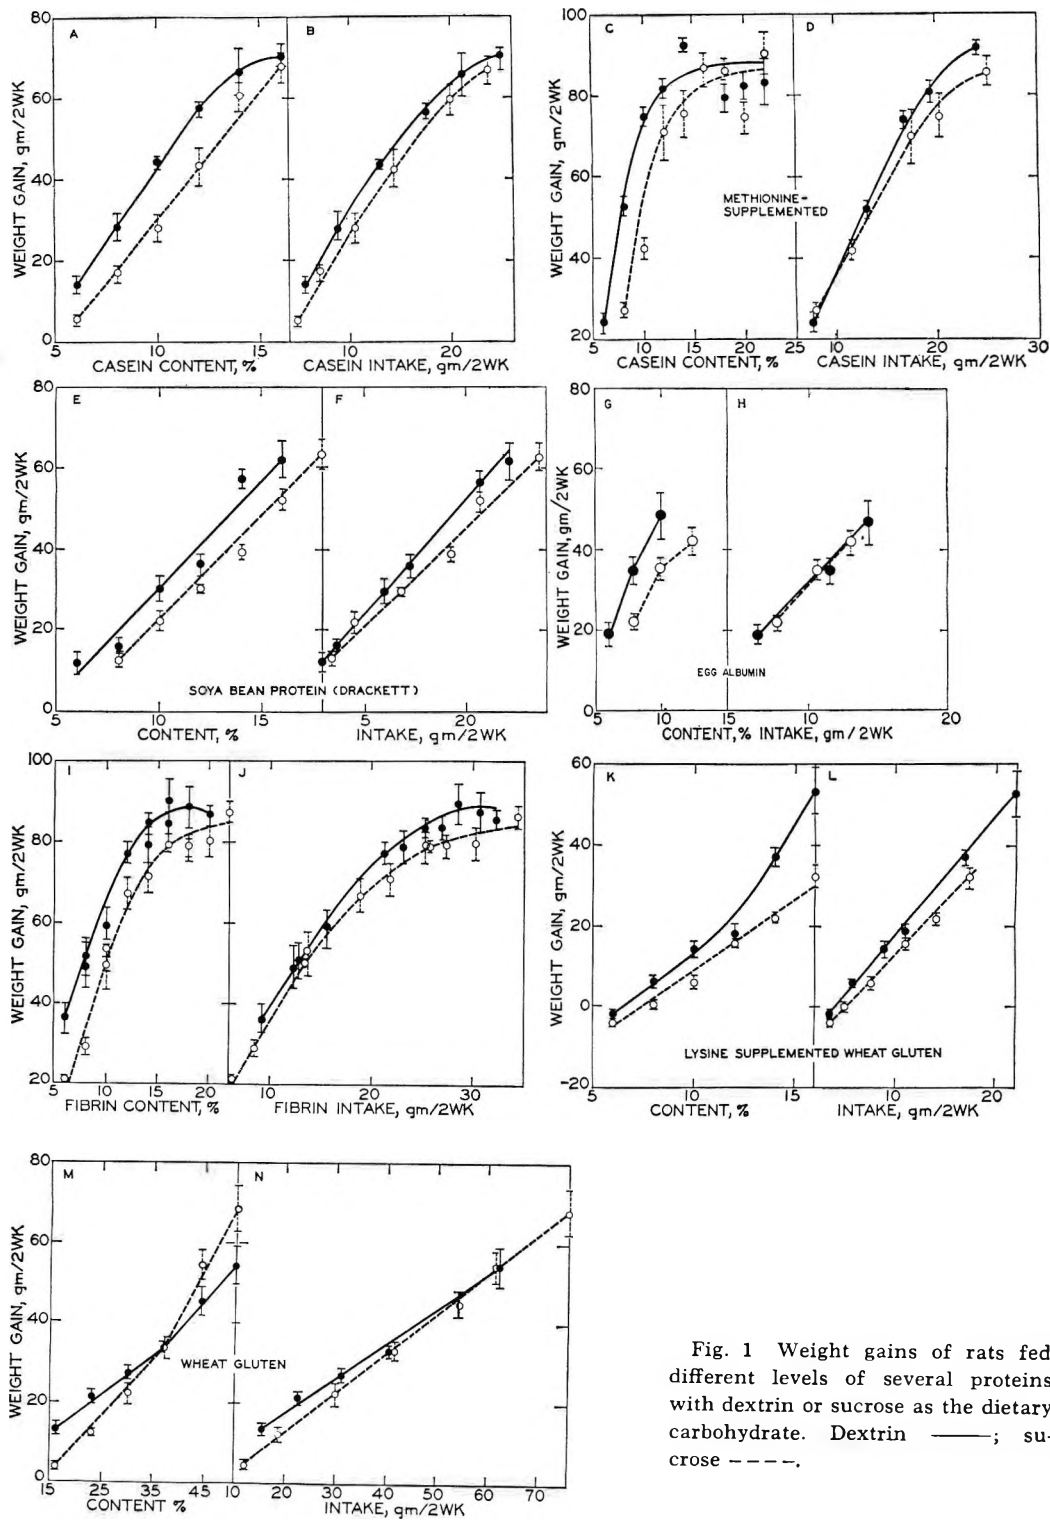 A
B
WEIGHT GAIN, gm/2WK
80
60
40
20
0
5 10 15 10 20
CASEIN CONTENT, % CASEIN INTAKE, gm/2WK
C
D
WEIGHT GAIN, gm/2WK
100
80
60
40
20
METHIONINE-
SUPPLEMENTED
5 10 15 20 25 10 20 30
CASEIN CONTENT, % CASEIN INTAKE, gm/2WK
E
F
WEIGHT GAIN, gm/2WK
80
60
40
20
0
SOYA BEAN PROTEIN (DRACKETT)
5 10 15 5 20
CONTENT, % INTAKE, gm/2WK
G
H
WEIGHT GAIN, gm/2WK
80
60
40
20
0
EGG ALBUMIN
5 10 15 10 20
CONTENT, % INTAKE, gm/2WK
I
J
WEIGHT GAIN, gm/2WK
100
80
60
40
20
5 10 15 20 10 20 30
FIBRIN CONTENT, % FIBRIN INTAKE, gm/2WK
K
L
WEIGHT GAIN, gm/2WK
60
40
20
0
-20
LYSINE SUPPLEMENTED WHEAT GLUTEN
5 10 15 10 20
CONTENT, % INTAKE, gm/2WK
M
N
WEIGHT GAIN, gm/2WK
80
60
40
20
0
WHEAT GLUTEN
15 25 35 45 10 20 30 40 50 60 70
CONTENT % INTAKE, gm/2WK
Fig. 1 Weight gains of rats fed
different levels of several proteins
with dextrin or sucrose as the dietary
carbohydrate. Dextrin ———; su-
crose ----.